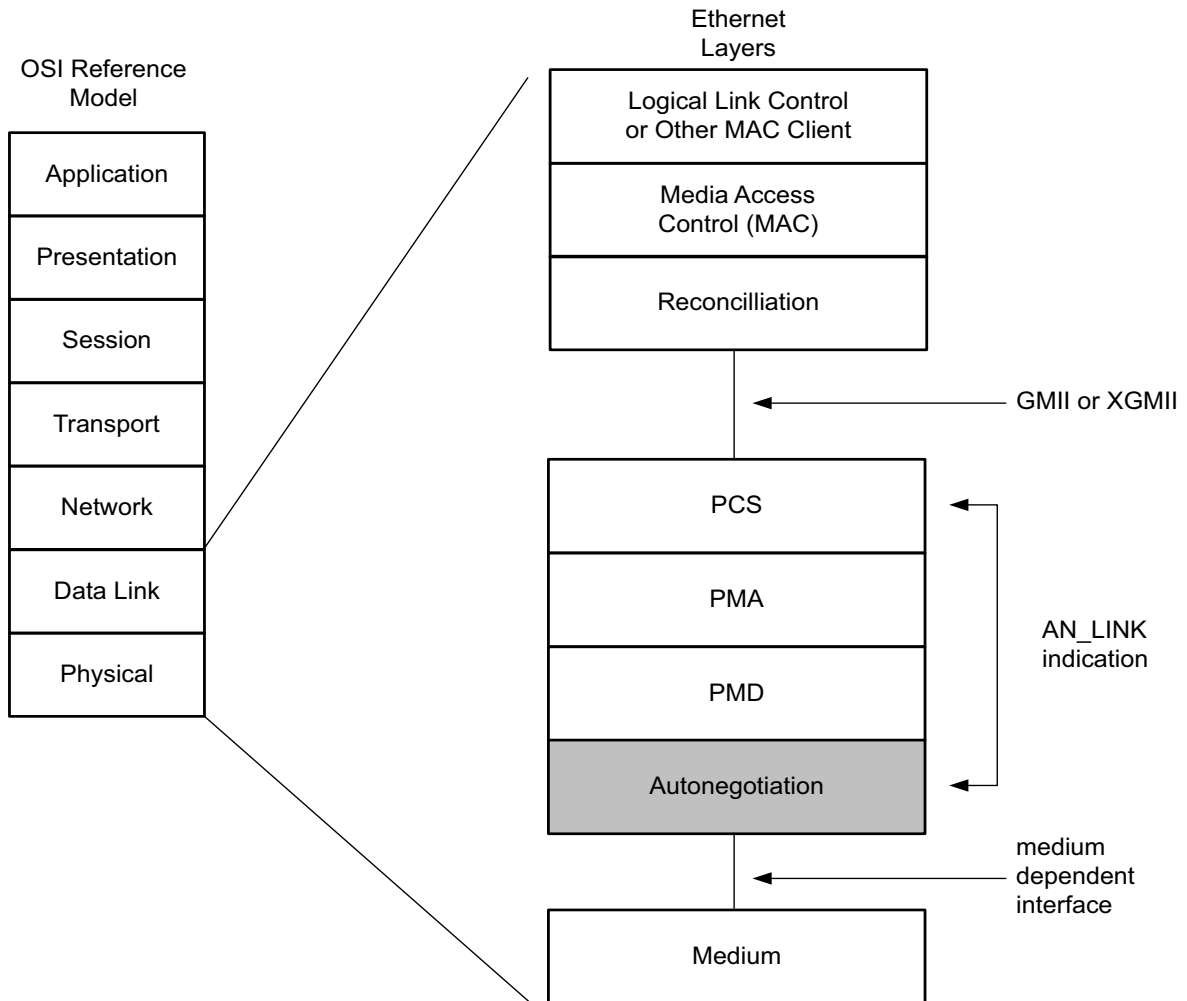 OSI Reference
Model
Application
Presentation
Session
Transport
Network
Data Link
Physical
Ethernet
Layers
Logical Link Control
or Other MAC Client
Media Access
Control (MAC)
Reconcilliation
GMII or XGMII
PCS
PMA
PMD
Autonegotiation
AN_LINK
indication
medium
dependent
interface
Medium